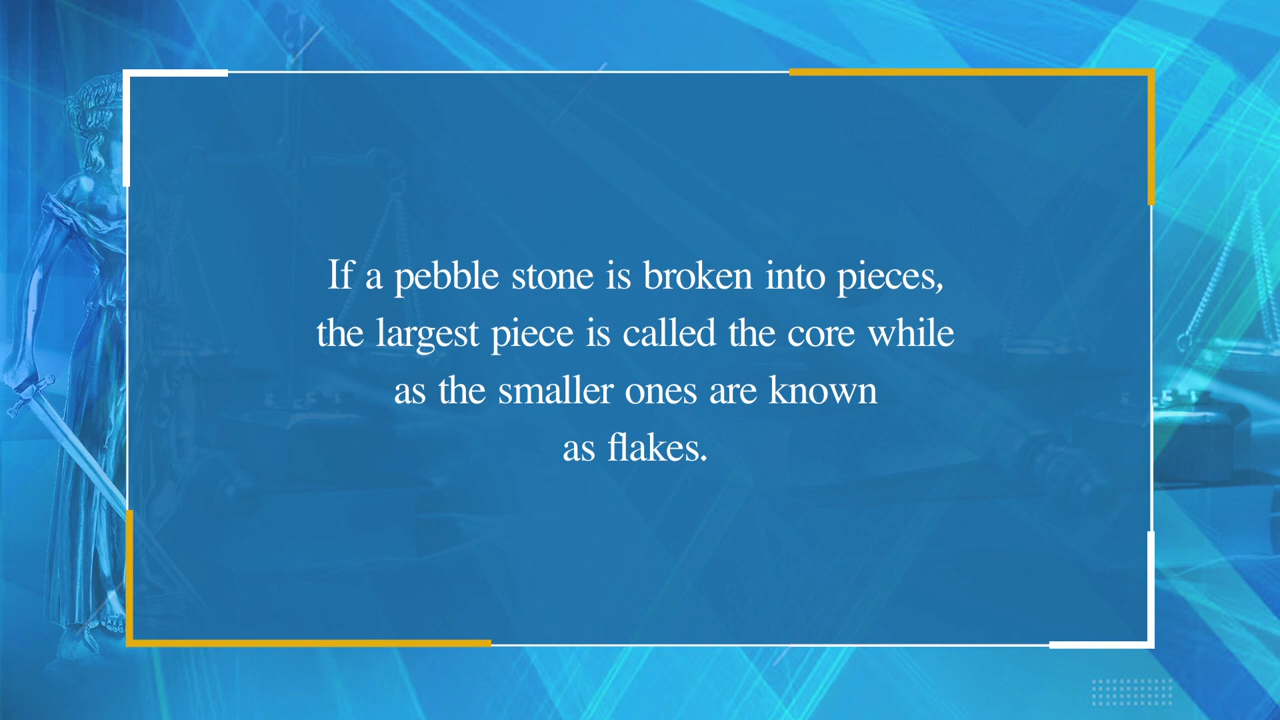 If a pebble stone is broken into pieces,
the largest piece is called the core while
as the smaller ones are known
as flakes.